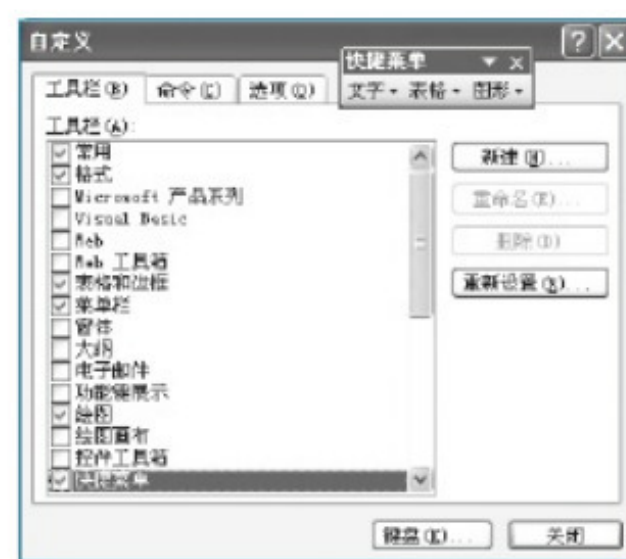 自定义
快捷菜单
文字 表格 图形
工具栏(B) 命令(C) 选项(O)
工具栏(A):
常用
格式
Microsoft 产品系列
Visual Basic
Web
Web 工具箱
表格和边框
菜单栏
窗体
大纲
电子邮件
功能键展示
绘图
绘图画布
控件工具箱
快捷菜单
新建(N)...
重命名(E)...
删除(D)
重新设置(R)...
键盘(K)...
关闭